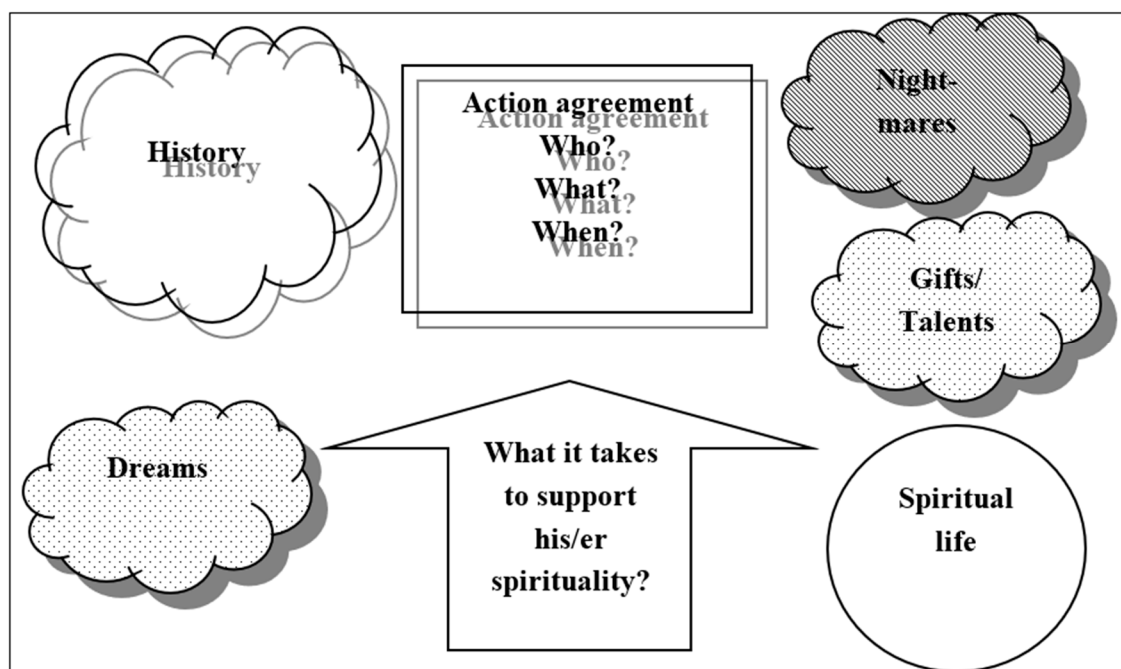 History
Action agreement
Who?
What?
When?
Night-
mares
Gifts/
Talents
Dreams
What it takes
to support
his/er
spirituality?
Spiritual
life